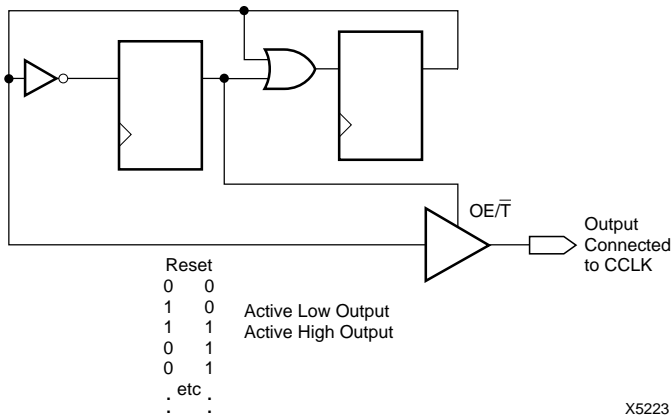 OE/T̅
Output
Connected
to CCLK
Reset
0 0
1 0 Active Low Output
1 1 Active High Output
0 1
0 1
. etc .
. .
X5223